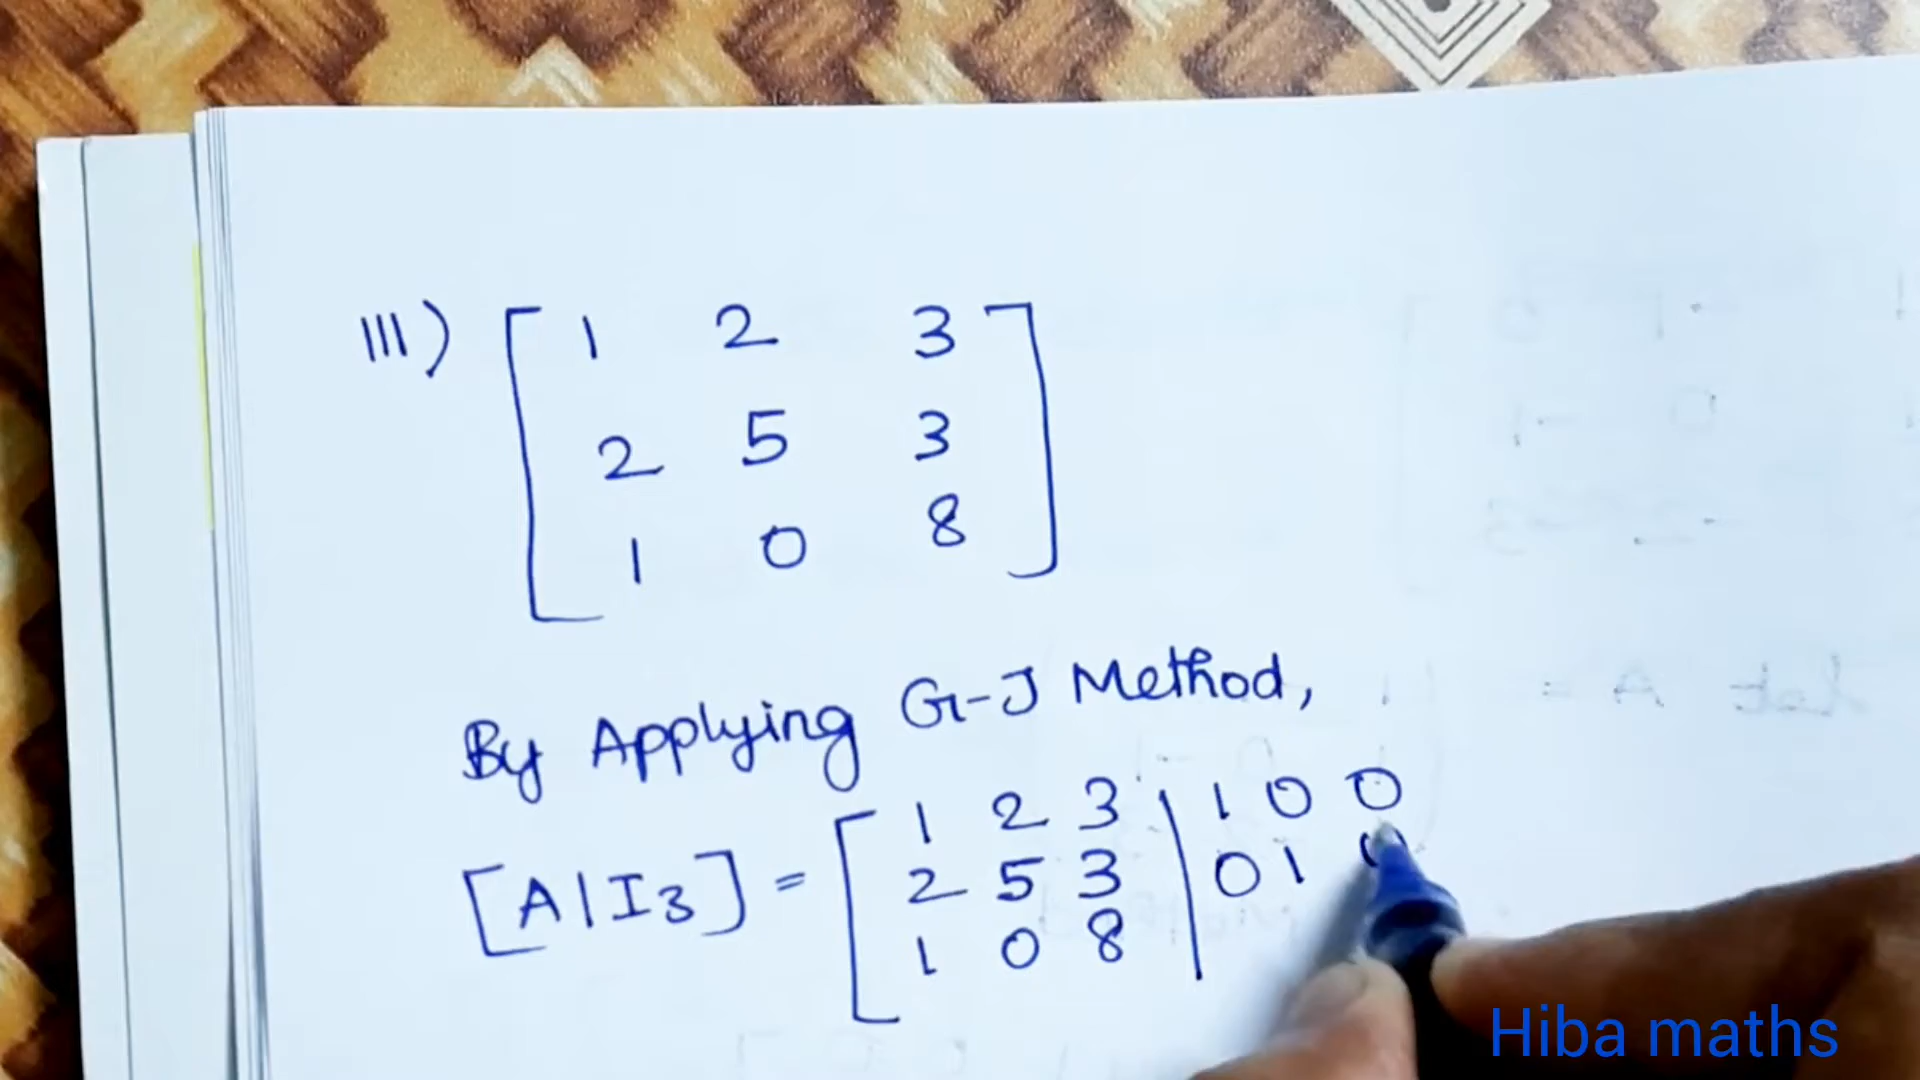 III) [ 1 2 3 ]
2 5 3
1 0 8
By Applying G-J Method,
[A|I3] = [ 1 2 3 | 1 0 0
2 5 3 | 0 1
1 0 8 |
Hiba maths